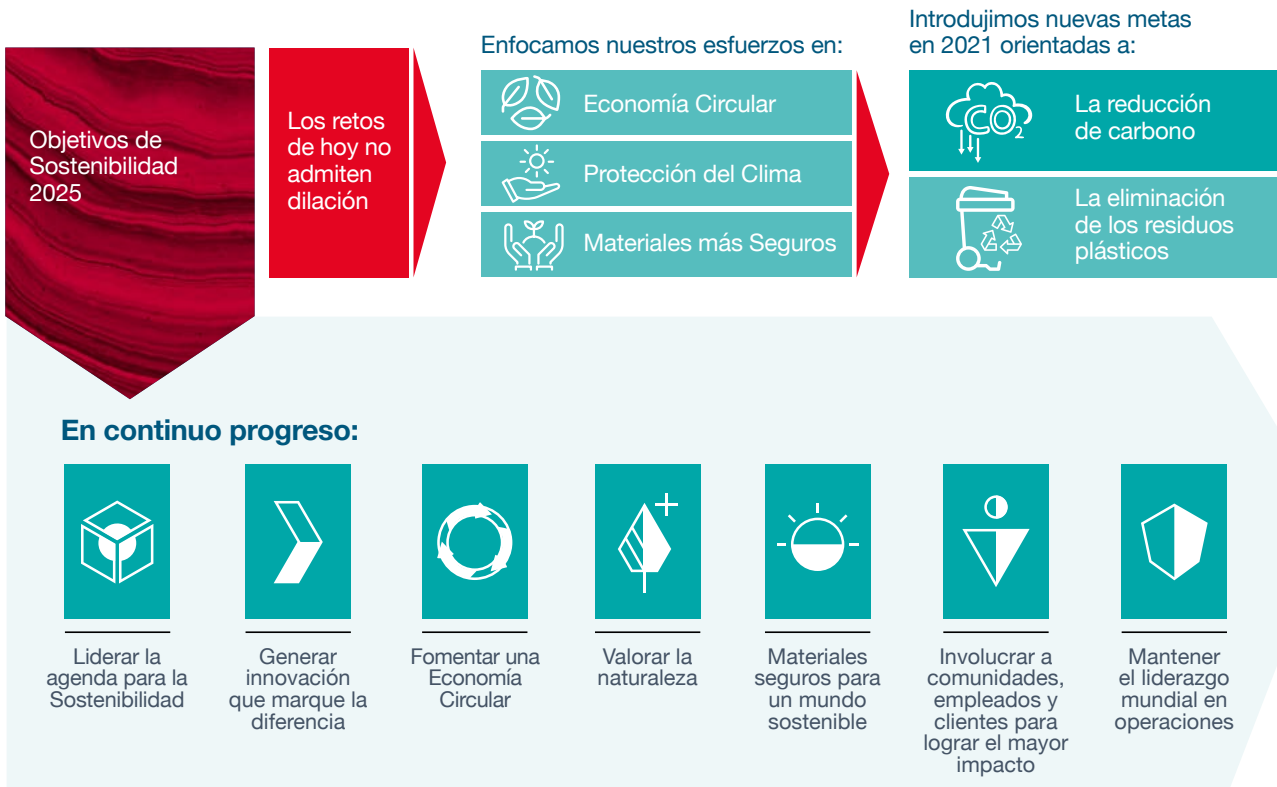 Objetivos de
Sostenibilidad
2025
Los retos
de hoy no
admiten
dilación
Enfocamos nuestros esfuerzos en:
Economía Circular
Protección del Clima
Materiales más Seguros
Introdujimos nuevas metas
en 2021 orientadas a:
CO2
La reducción
de carbono
La eliminación
de los residuos
plásticos
En continuo progreso:
Liderar la
agenda para la
Sostenibilidad
Generar
innovación
que marque la
diferencia
Fomentar una
Economía
Circular
Valorar la
naturaleza
Materiales
seguros para
un mundo
sostenible
Involucrar a
comunidades,
empleados y
clientes para
lograr el mayor
impacto
Mantener
el liderazgo
mundial en
operaciones